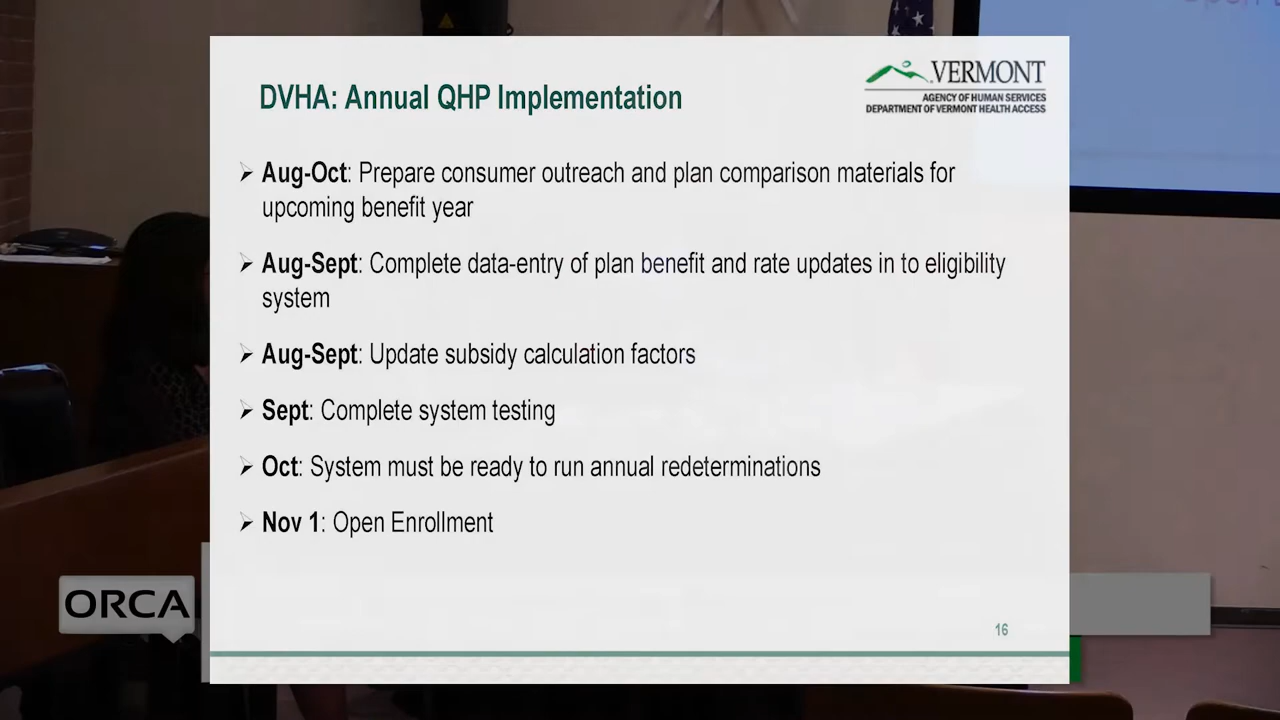 DVHA: Annual QHP Implementation
VERMONT
AGENCY OF HUMAN SERVICES
DEPARTMENT OF VERMONT HEALTH ACCESS
➢ Aug-Oct: Prepare consumer outreach and plan comparison materials for
upcoming benefit year
➢ Aug-Sept: Complete data-entry of plan benefit and rate updates in to eligibility
system
➢ Aug-Sept: Update subsidy calculation factors
➢ Sept: Complete system testing
➢ Oct: System must be ready to run annual redeterminations
➢ Nov 1: Open Enrollment
ORCA
16